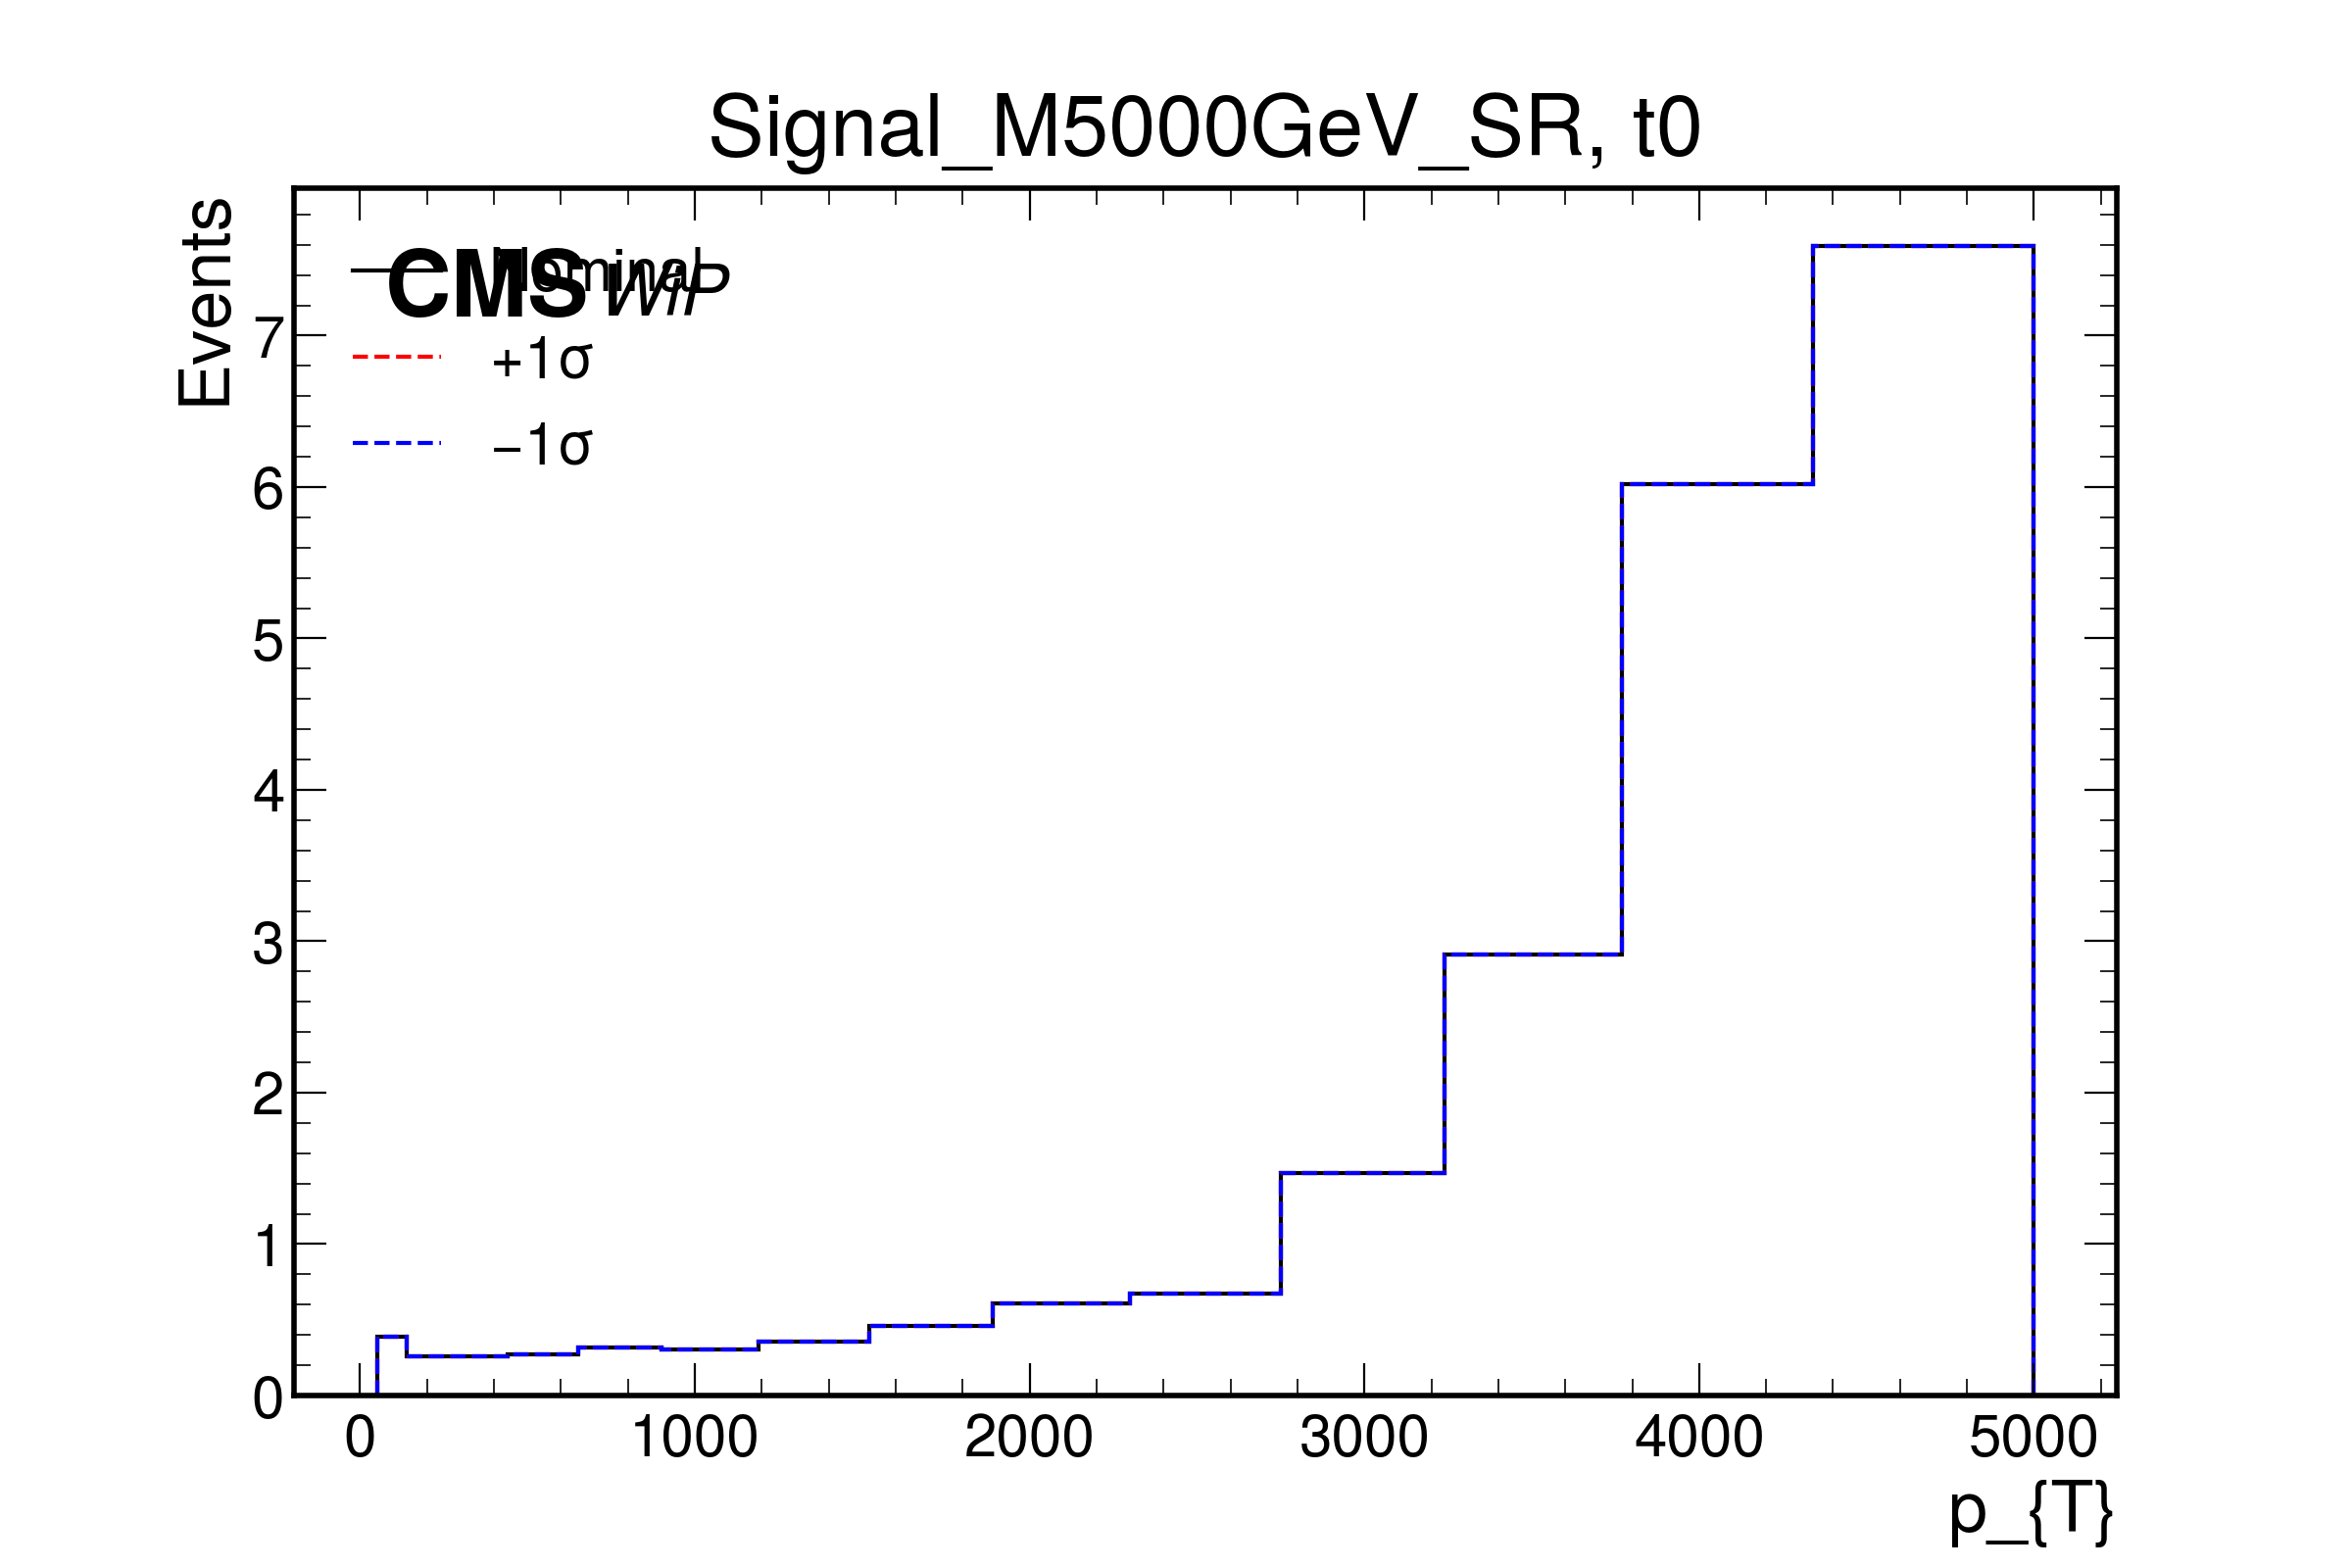 Signal_M5000GeV_SR, t0
Events
Nominal
CMS WiP
+1σ
−1σ
7
6
5
4
3
2
1
0
0 1000 2000 3000 4000 5000
p_{T}